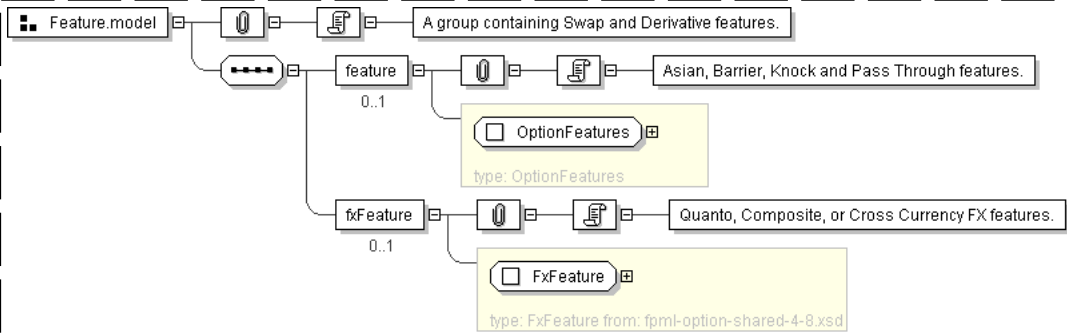 Feature.model
A group containing Swap and Derivative features.
feature
Asian, Barrier, Knock and Pass Through features.
0..1
OptionFeatures
type: OptionFeatures
fxFeature
Quanto, Composite, or Cross Currency FX features.
0..1
FxFeature
type: FxFeature from: fpml-option-shared-4-8.xsd